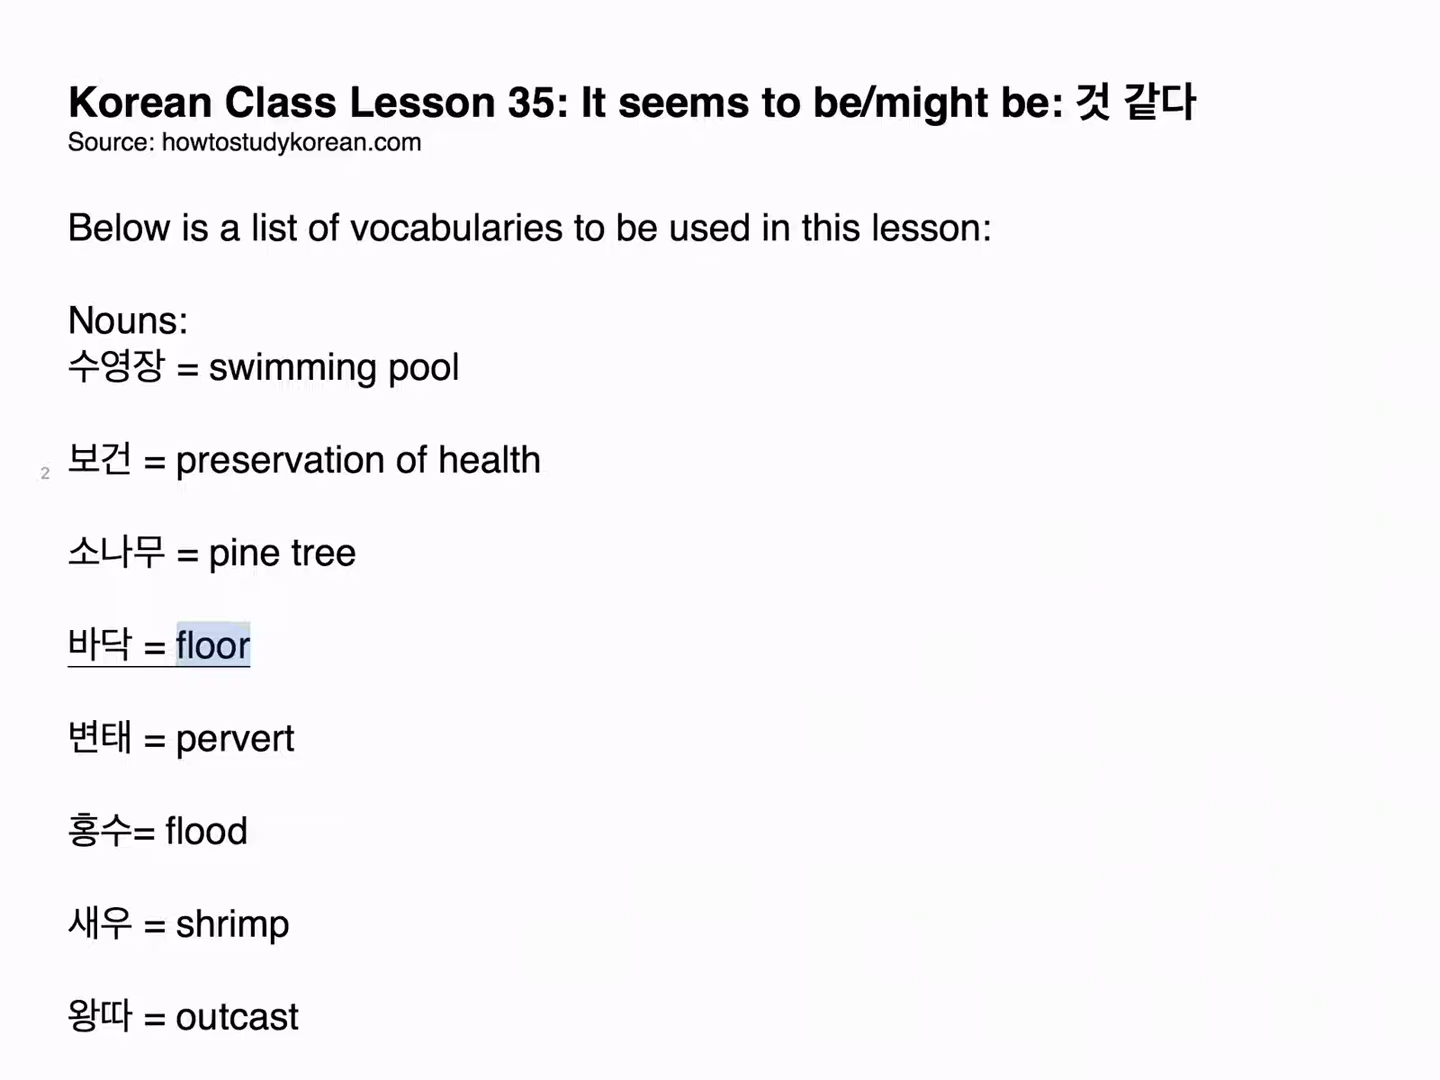 Korean Class Lesson 35: It seems to be/might be: 것 같다
Source: howtostudykorean.com
Below is a list of vocabularies to be used in this lesson:
Nouns:
수영장 = swimming pool
2
보건 = preservation of health
소나무 = pine tree
바닥 = floor
변태 = pervert
홍수= flood
새우 = shrimp
왕따 = outcast